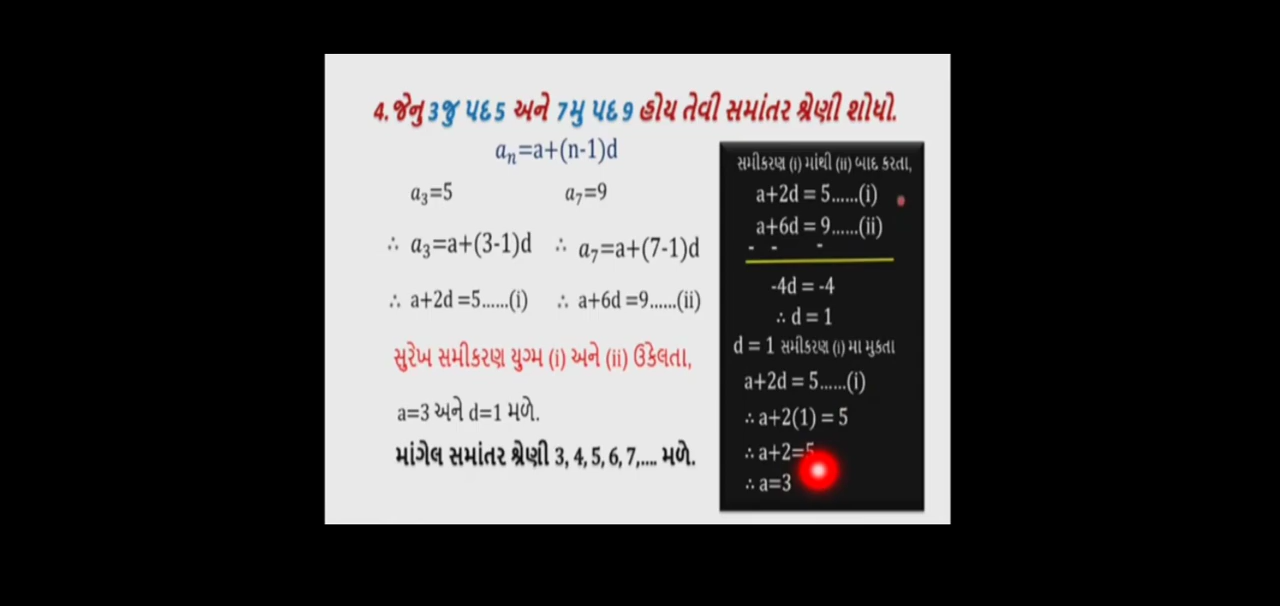 4. જેનુ 3જુ પદ 5 અને 7મુ પદ 9 હોય તેવી સમાંતર શ્રેણી શોધો.
aₙ=a+(n-1)d
a₃=5 a₇=9
∴ a₃=a+(3-1)d ∴ a₇=a+(7-1)d
∴ a+2d =5......(i) ∴ a+6d =9......(ii)
સુરેખ સમીકરણ યુગ્મ (i) અને (ii) ઉકેલતા,
a=3 અને d=1 મળે.
માંગેલ સમાંતર શ્રેણી 3, 4, 5, 6, 7,.... મળે.
સમીકરણ (i) માંથી (ii) બાદ કરતા,
a+2d = 5......(i)
a+6d = 9......(ii)
- - -
-4d = -4
∴ d = 1
d = 1 સમીકરણ (i) મા મુકતા
a+2d = 5......(i)
∴ a+2(1) = 5
∴ a+2=5
∴ a=3